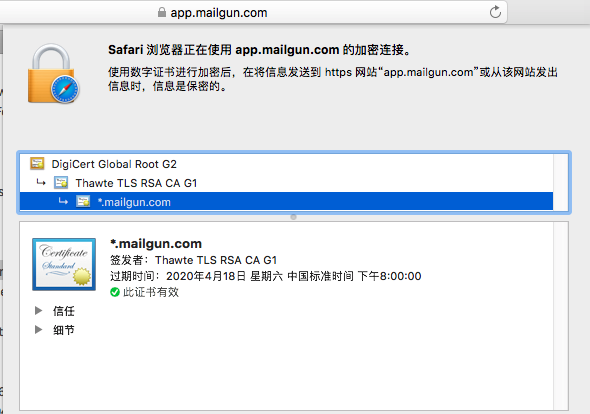 app.mailgun.com
Safari 浏览器正在使用 app.mailgun.com 的加密连接。
使用数字证书进行加密后，在将信息发送到 https 网站“app.mailgun.com”或从该网站发出
信息时，信息是保密的。
DigiCert Global Root G2
Thawte TLS RSA CA G1
*.mailgun.com
Certificate
Standard
*.mailgun.com
签发者：Thawte TLS RSA CA G1
过期时间：2020年4月18日 星期六 中国标准时间 下午8:00:00
此证书有效
信任
细节